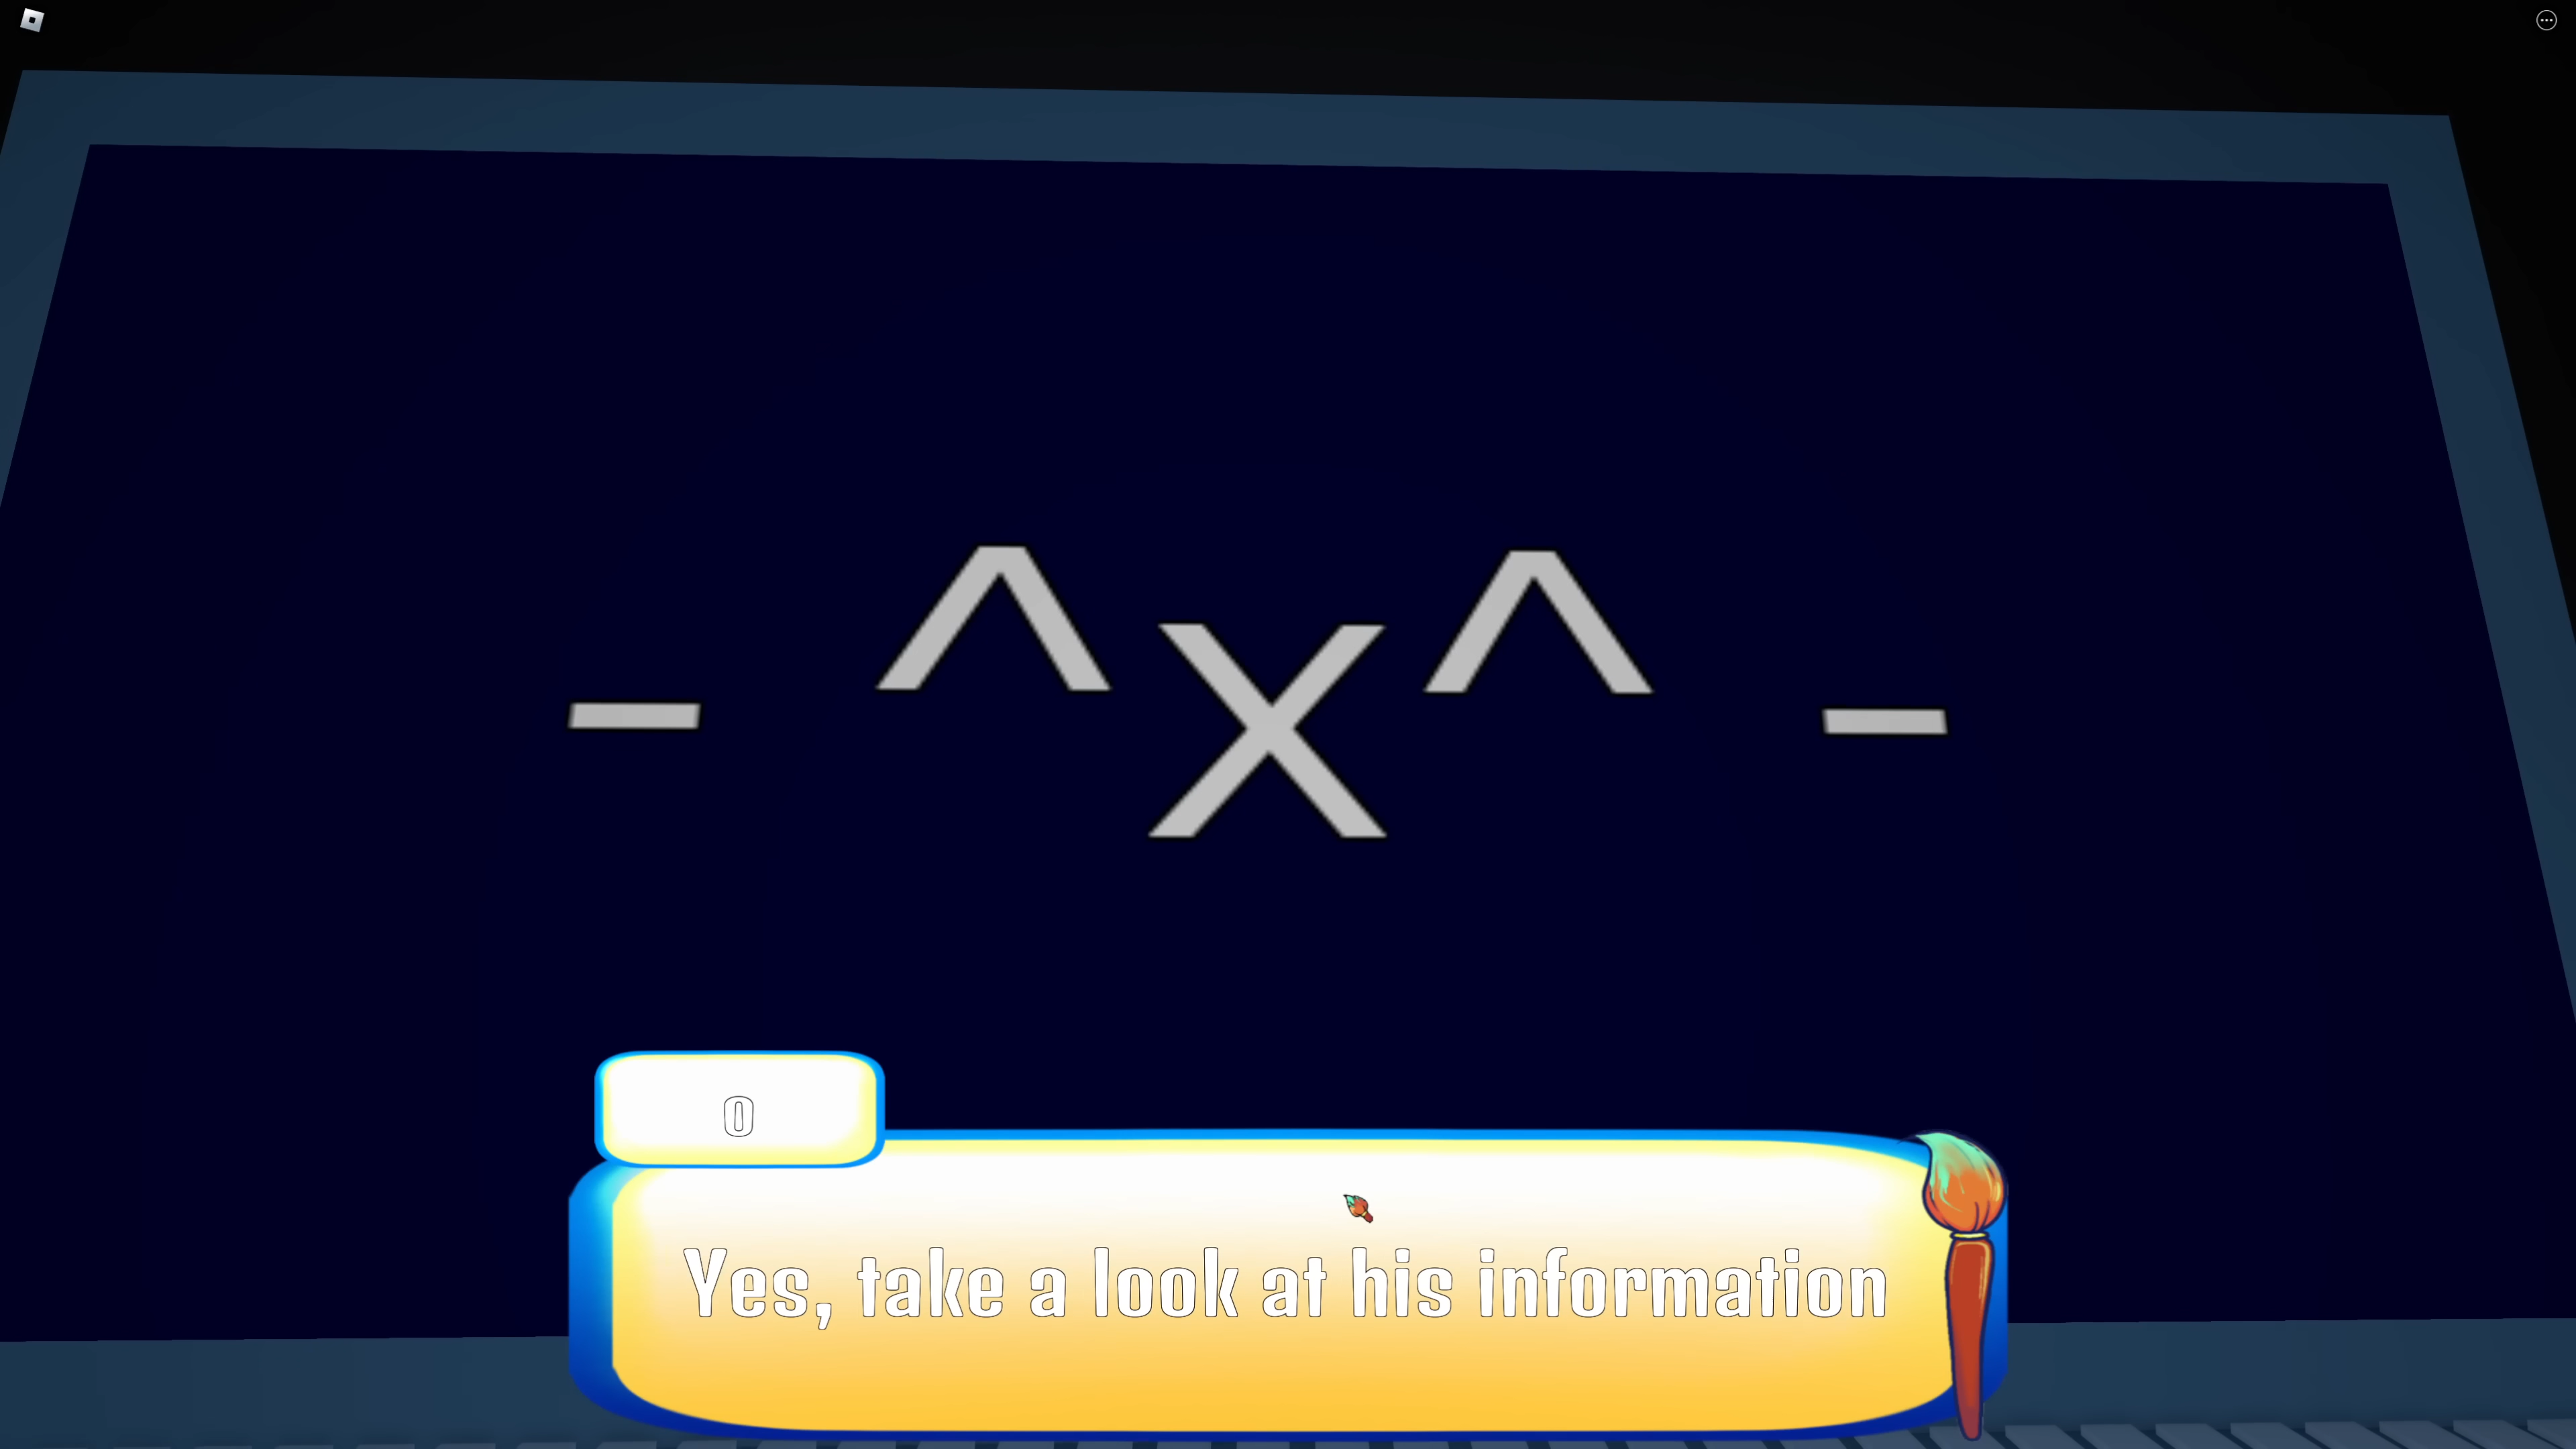 - ^x^ -
0
Yes, take a look at his information